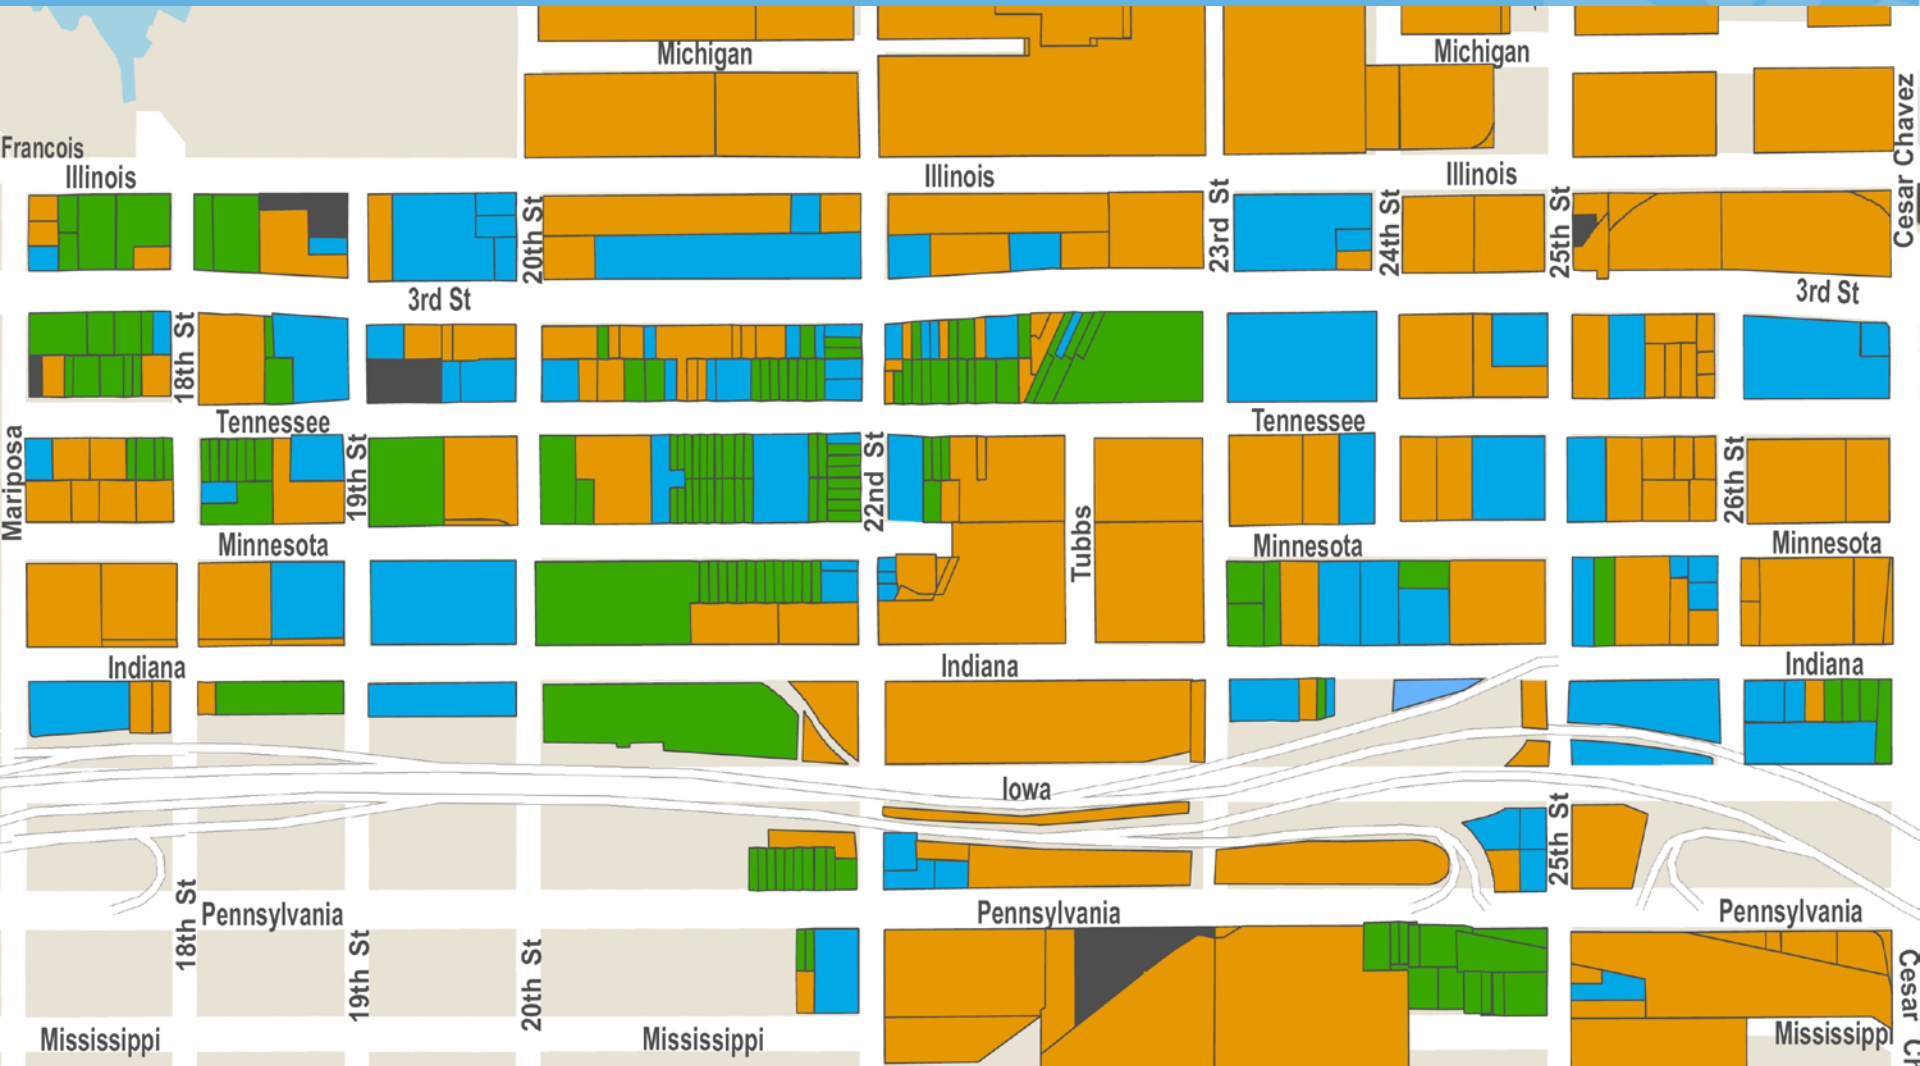 Michigan
Michigan
Cesar Chavez
Francois
Illinois
Illinois
Illinois
20th St
23rd St
24th St
25th St
3rd St
3rd St
18th St
Tennessee
Tennessee
Mariposa
19th St
22nd St
26th St
Tubbs
Minnesota
Minnesota
Minnesota
Indiana
Indiana
Indiana
Iowa
25th St
18th St
Pennsylvania
Pennsylvania
Pennsylvania
19th St
20th St
Cesar
Mississippi
Mississippi
Mississippi